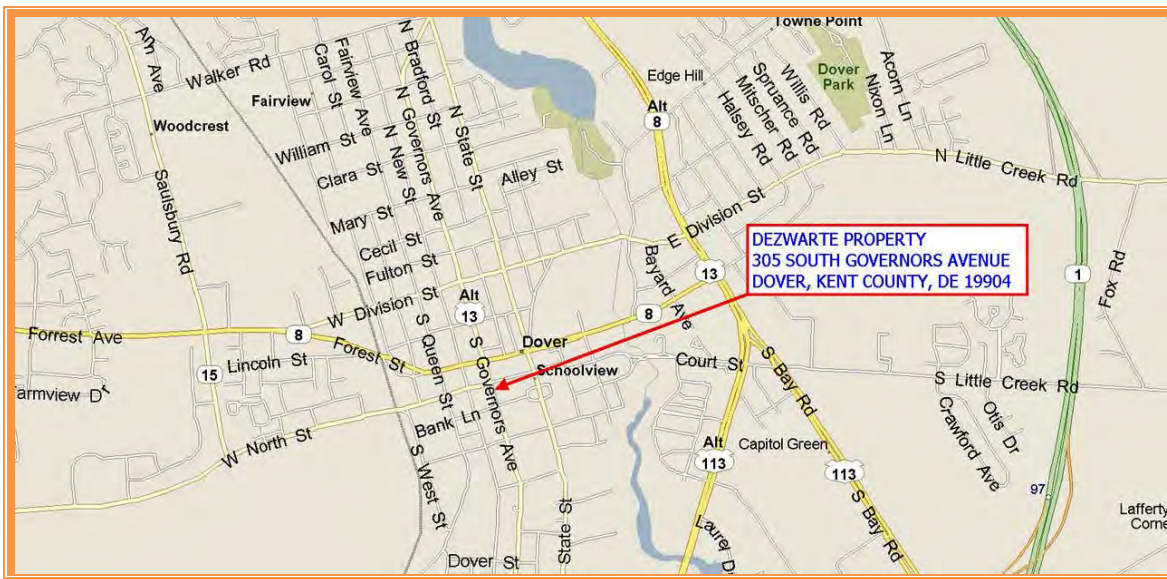 Towne Point
Ann Ave
Walker Rd
Carol St
Fairview Ave
N Bradford St
N Governors Ave
N State St
Edge Hill
Alt
8
Dover
Park
Acorn Ln
Nixon Ln
Willis Rd
Spruance Rd
Mitscher Rd
Halsey Rd
Fairview
Woodcrest
William St
N New St
Clara St
Alley St
N Little Creek Rd
Saulsbury Rd
Mary St
Cecil St
Fulton St
E Division St
DEZWARTE PROPERTY
305 SOUTH GOVERNORS AVENUE
DOVER, KENT COUNTY, DE 19904
Bayard Ave
13
1
Fox Rd
W Division St
Alt
13
8
Forrest Ave
8
Forest St
Dover
S Queen St
S Governors Ave
Lincoln St
15
Schoolview
Court St
S Bay Rd
S Little Creek Rd
Farmview Dr
Bank Ln
W North St
Otis Dr
Crawford Ave
Alt
113
Capitol Green
113
S West St
S Bay Rd
97
Lafferty
Corne
State St
Dover St
Laurel D